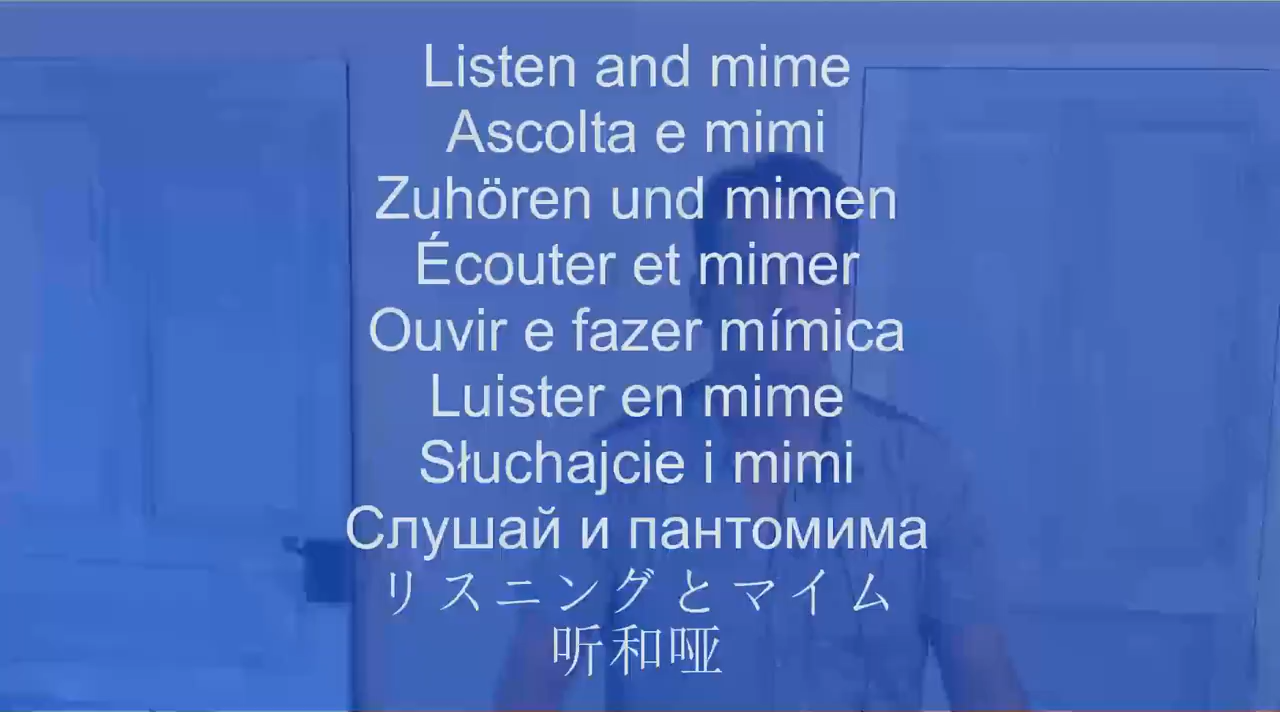 Listen and mime
Ascolta e mimi
Zuhören und mimen
Écouter et mimer
Ouvir e fazer mímica
Luister en mime
Słuchajcie i mimi
Слушай и пантомима
リスニングとマイム
听和哑